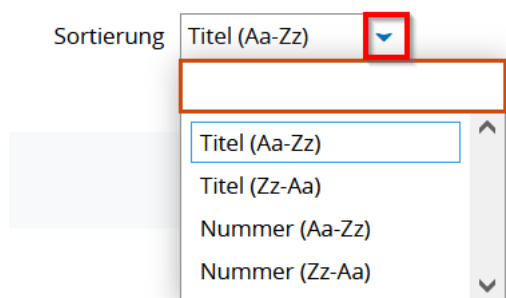 Sortierung Titel (Aa-Zz)
Titel (Aa-Zz)
Titel (Zz-Aa)
Nummer (Aa-Zz)
Nummer (Zz-Aa)